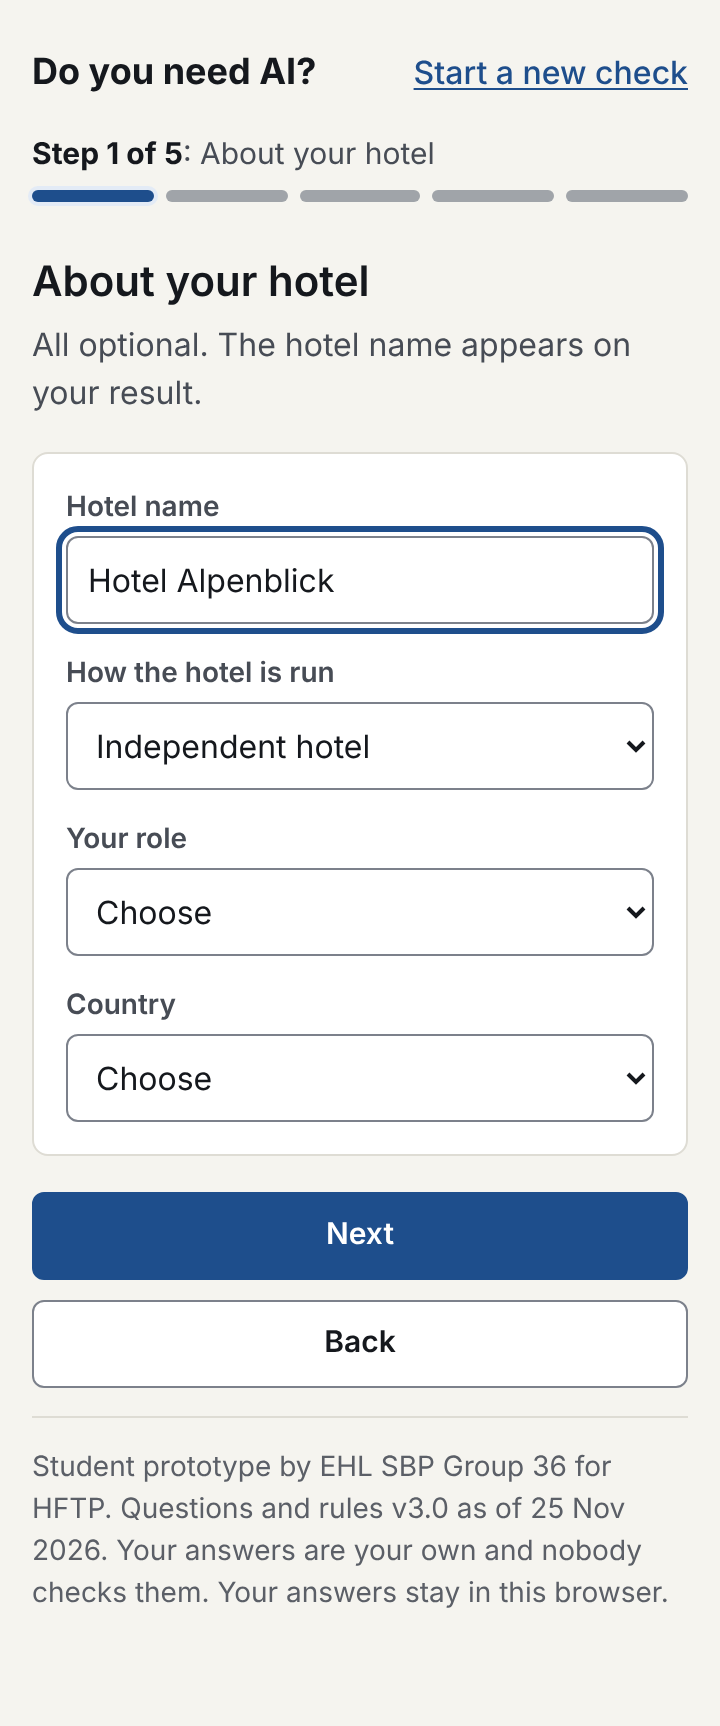 Do you need AI?
Start a new check
Step 1 of 5: About your hotel
About your hotel
All optional. The hotel name appears on
your result.
Hotel name
Hotel Alpenblick
How the hotel is run
Independent hotel
Your role
Choose
Country
Choose
Next
Back
Student prototype by EHL SBP Group 36 for
HFTP. Questions and rules v3.0 as of 25 Nov
2026. Your answers are your own and nobody
checks them. Your answers stay in this browser.